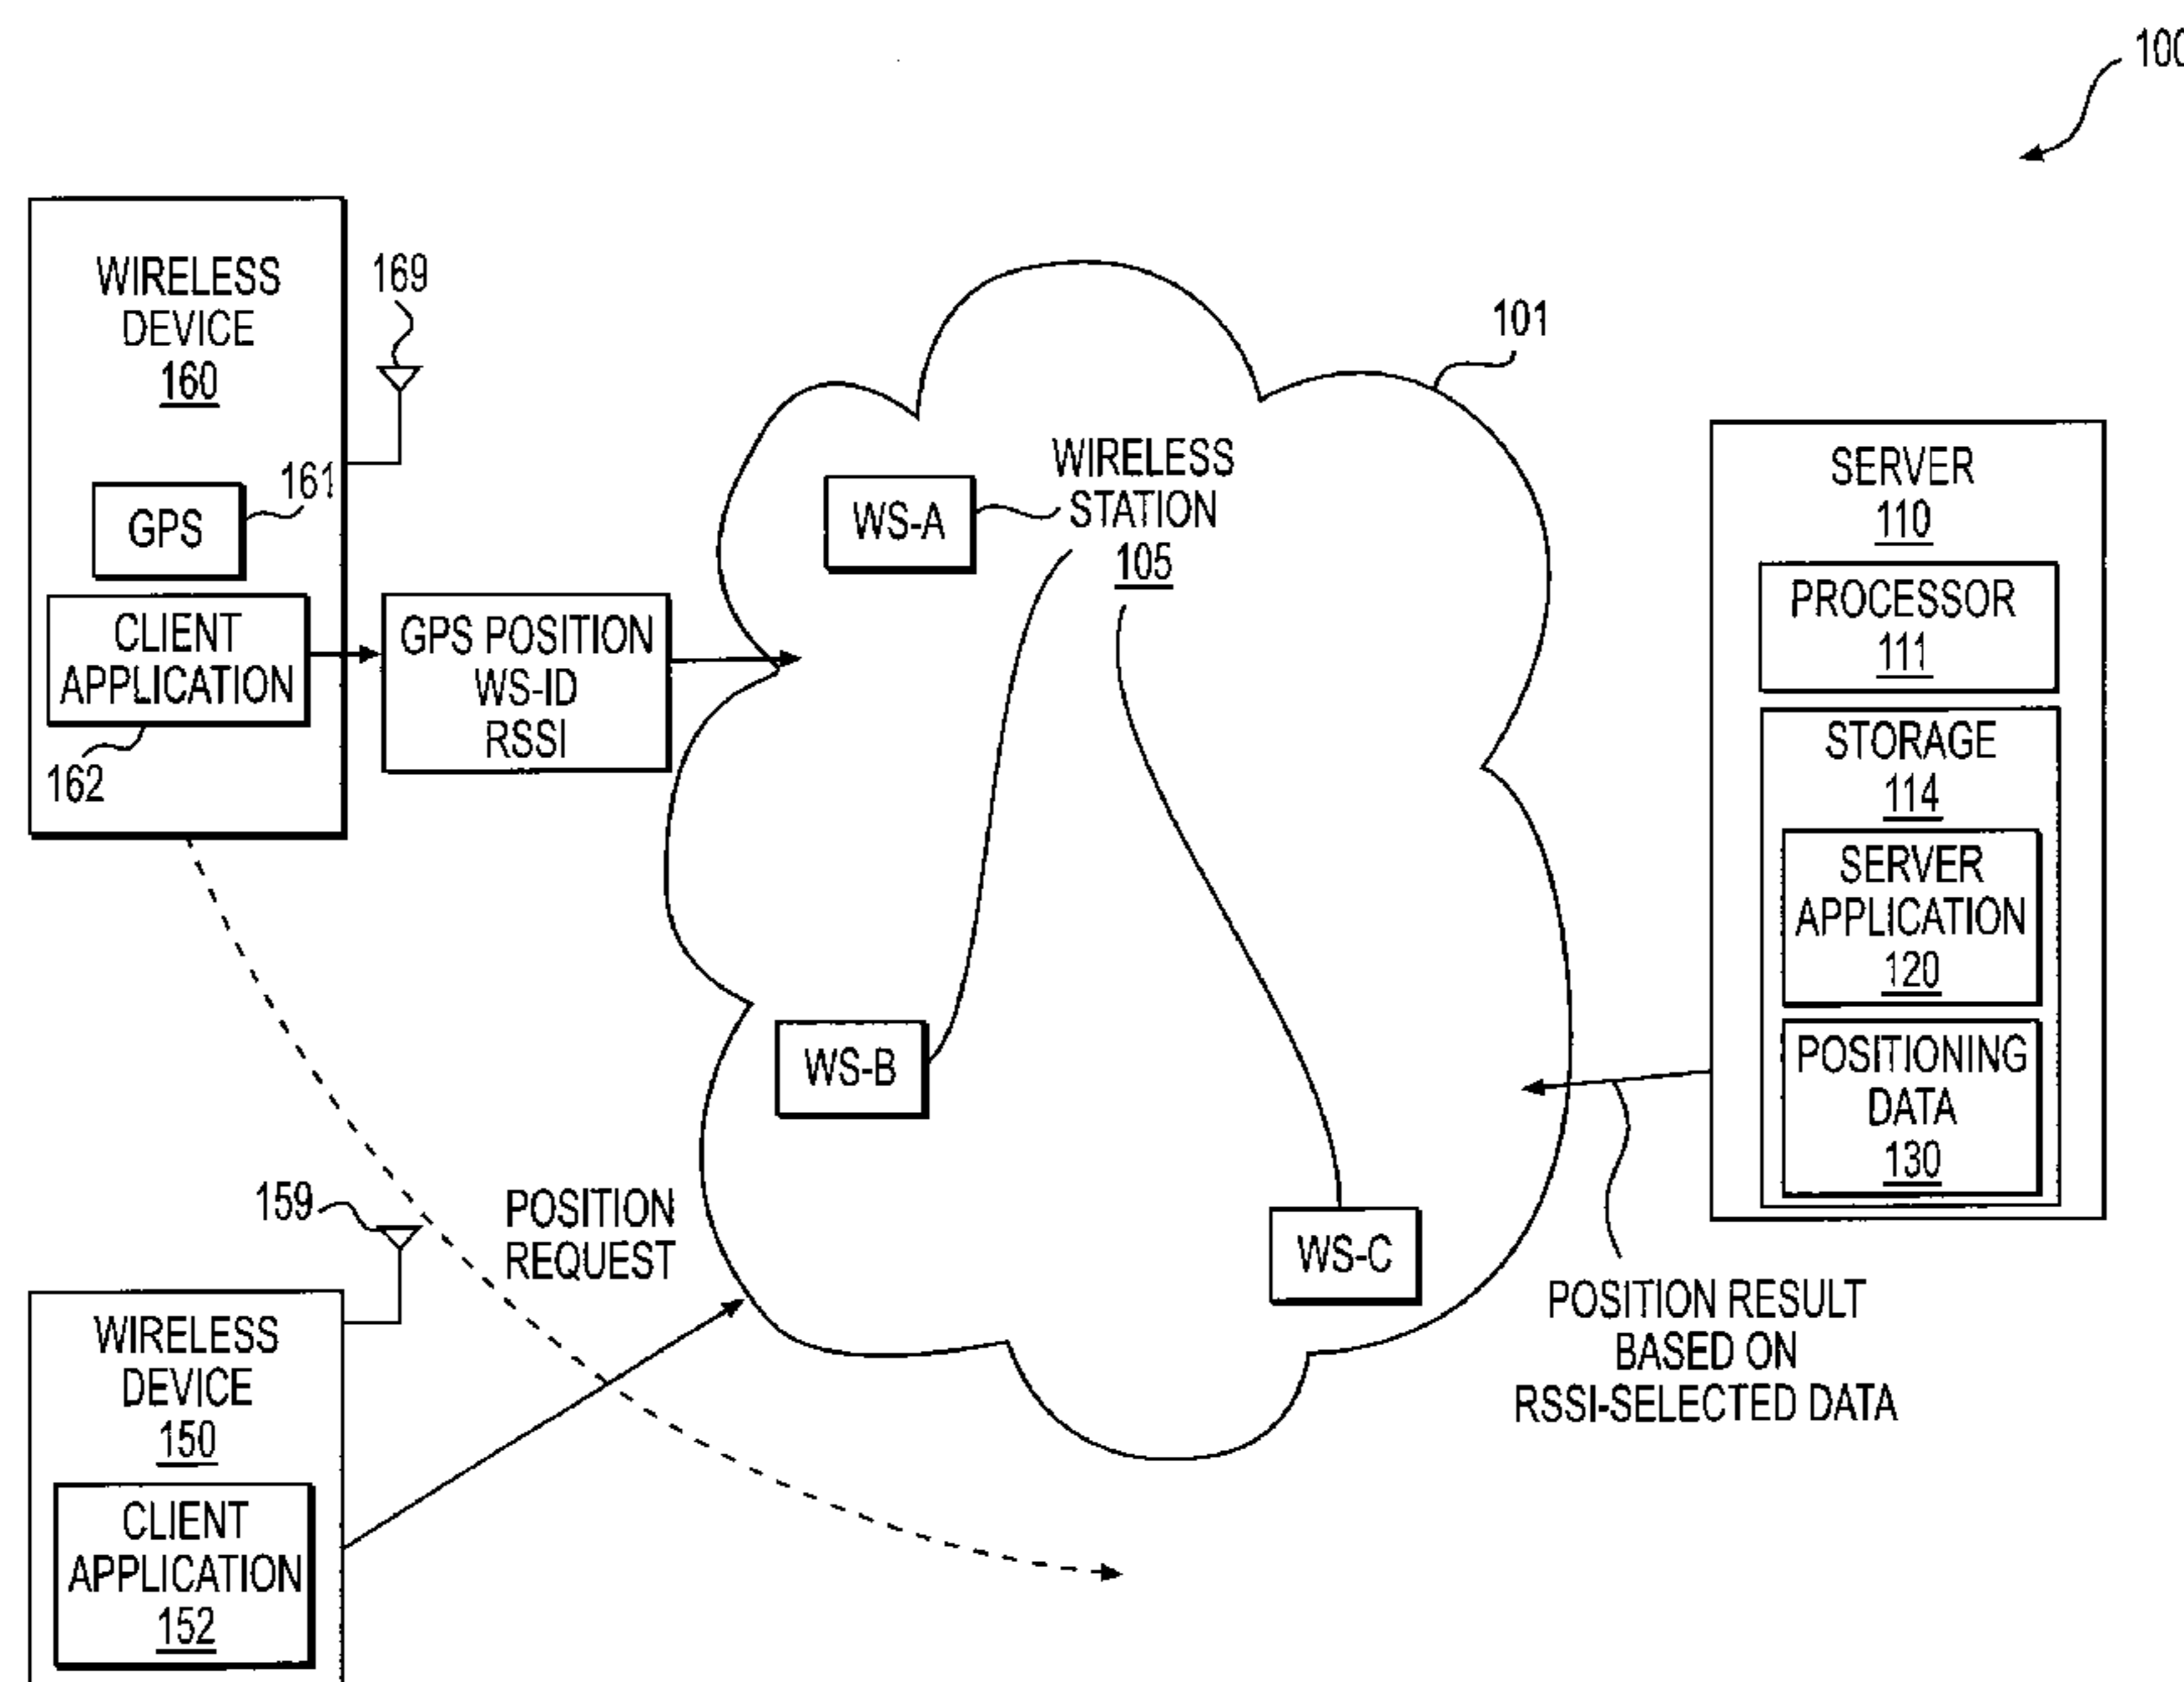 100
WIRELESS
DEVICE
160
169
161
GPS
CLIENT
APPLICATION
162
GPS POSITION
WS-ID
RSSI
101
WS-A
WIRELESS
STATION
105
WS-B
WS-C
SERVER
110
PROCESSOR
111
STORAGE
114
SERVER
APPLICATION
120
POSITIONING
DATA
130
159
POSITION
REQUEST
WIRELESS
DEVICE
150
CLIENT
APPLICATION
152
POSITION RESULT
BASED ON
RSSI-SELECTED DATA